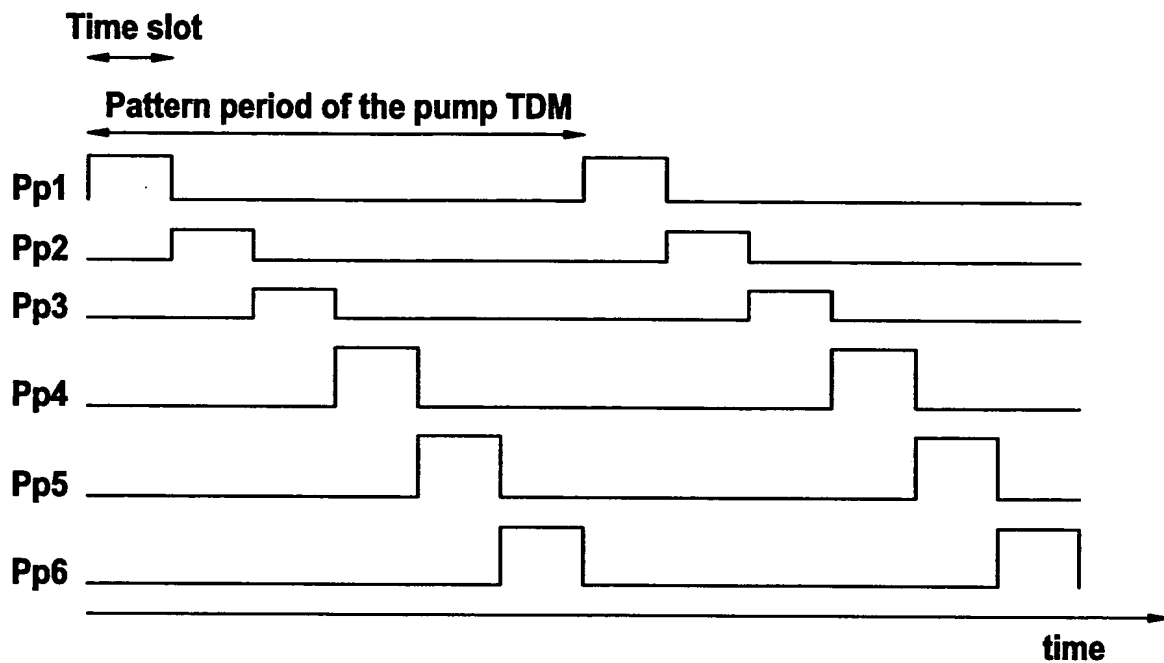 Time slot
Pattern period of the pump TDM
Pp1
Pp2
Pp3
Pp4
Pp5
Pp6
time